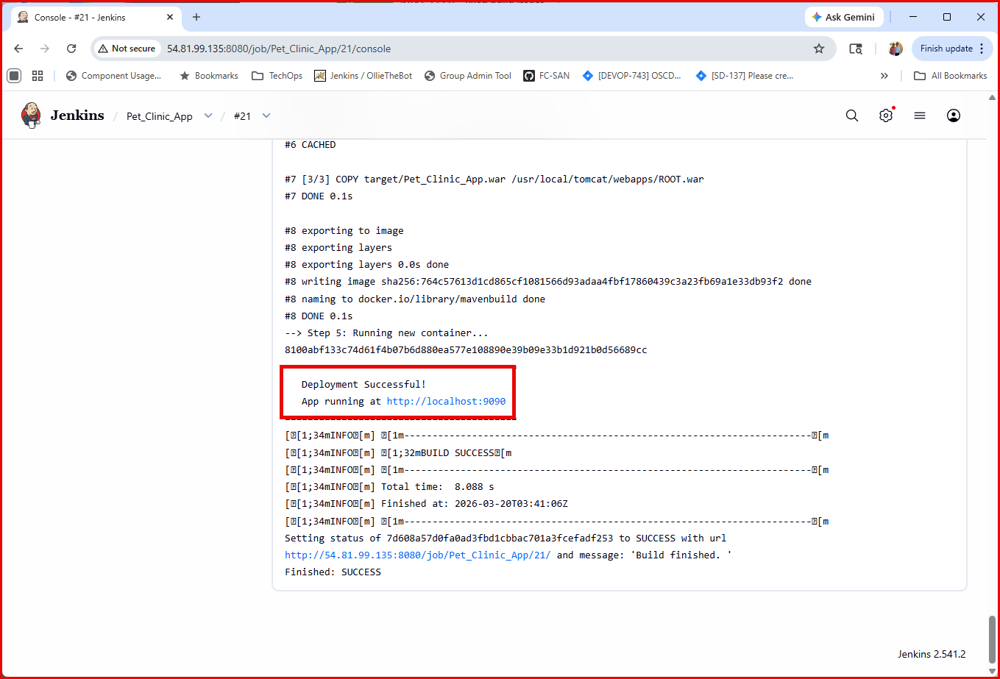 Console - #21 - Jenkins
Ask Gemini
Not secure
54.81.99.135:8080/job/Pet_Clinic_App/21/console
Finish update
Component Usage...
Bookmarks
TechOps
Jenkins / OllieTheBot
Group Admin Tool
FC-SAN
[DEVOP-743] OSCD...
[SD-137] Please cre...
All Bookmarks
Jenkins / Pet_Clinic_App / #21
#6 CACHED
#7 [3/3] COPY target/Pet_Clinic_App.war /usr/local/tomcat/webapps/ROOT.war
#7 DONE 0.1s
#8 exporting to image
#8 exporting layers
#8 exporting layers 0.0s done
#8 writing image sha256:764c57613d1cd865cf1081566d93adaa4fbf17860439c3a23fb69a1e33db93f2 done
#8 naming to docker.io/library/mavenbuild done
#8 DONE 0.1s
--> Step 5: Running new container...
8100abf133c74d61f4b07b6d880ea577e108890e39b09e33b1d921b0d56689cc
Deployment Successful!
App running at http://localhost:9090
[␛[1;34mINFO␛[m] ␛[1m------------------------------------------------------------------------␛[m
[␛[1;34mINFO␛[m] ␛[1;32mBUILD SUCCESS␛[m
[␛[1;34mINFO␛[m] ␛[1m------------------------------------------------------------------------␛[m
[␛[1;34mINFO␛[m] Total time:  8.088 s
[␛[1;34mINFO␛[m] Finished at: 2026-03-20T03:41:06Z
[␛[1;34mINFO␛[m] ␛[1m------------------------------------------------------------------------␛[m
Setting status of 7d608a57d0fa0ad3fbd1cbbac701a3fcefadf253 to SUCCESS with url
http://54.81.99.135:8080/job/Pet_Clinic_App/21/ and message: 'Build finished. '
Finished: SUCCESS
Jenkins 2.541.2